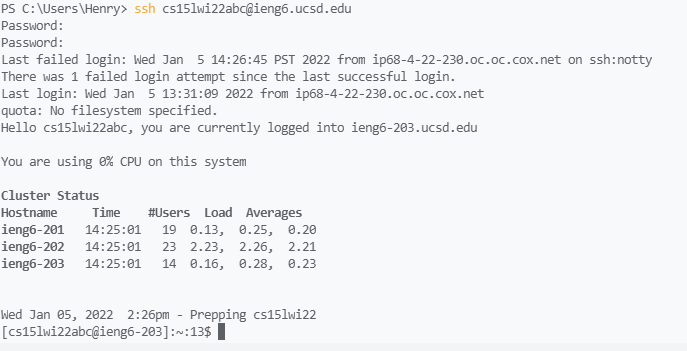 PS C:\Users\Henry> ssh cs15lwi22abc@ieng6.ucsd.edu
Password:
Password:
Last failed login: Wed Jan  5 14:26:45 PST 2022 from ip68-4-22-230.oc.oc.cox.net on ssh:notty
There was 1 failed login attempt since the last successful login.
Last login: Wed Jan  5 13:31:09 2022 from ip68-4-22-230.oc.oc.cox.net
quota: No filesystem specified.
Hello cs15lwi22abc, you are currently logged into ieng6-203.ucsd.edu

You are using 0% CPU on this system

Cluster Status
Hostname     Time    #Users  Load  Averages
ieng6-201   14:25:01   19  0.13,  0.25,  0.20
ieng6-202   14:25:01   23  2.23,  2.26,  2.21
ieng6-203   14:25:01   14  0.16,  0.28,  0.23

Wed Jan 05, 2022  2:26pm - Prepping cs15lwi22
[cs15lwi22abc@ieng6-203]:~:13$